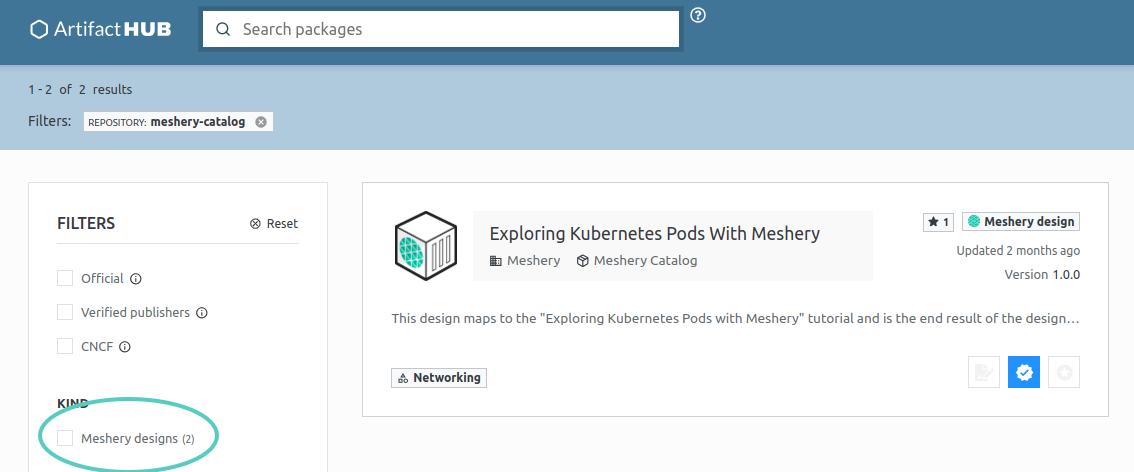 ArtifactHUB
Search packages
1 - 2 of 2 results
Filters: REPOSITORY: meshery-catalog
FILTERS
Reset
Official
Verified publishers
CNCF
KIND
Meshery designs (2)
Exploring Kubernetes Pods With Meshery
Meshery Meshery Catalog
1 Meshery design
Updated 2 months ago
Version 1.0.0
This design maps to the "Exploring Kubernetes Pods with Meshery" tutorial and is the end result of the design...
Networking